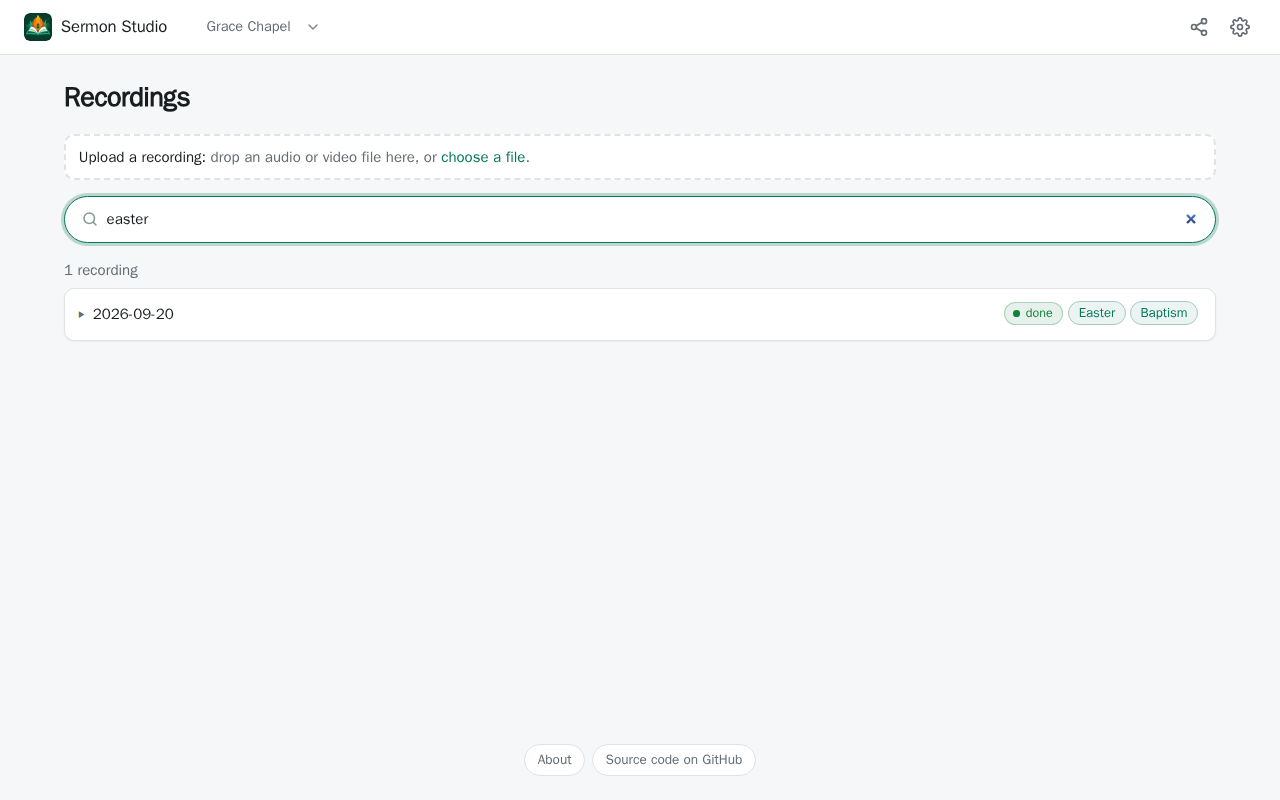 Sermon Studio Grace Chapel
Recordings
Upload a recording: drop an audio or video file here, or choose a file.
easter
1 recording
2026-09-20 done Easter Baptism
About Source code on GitHub